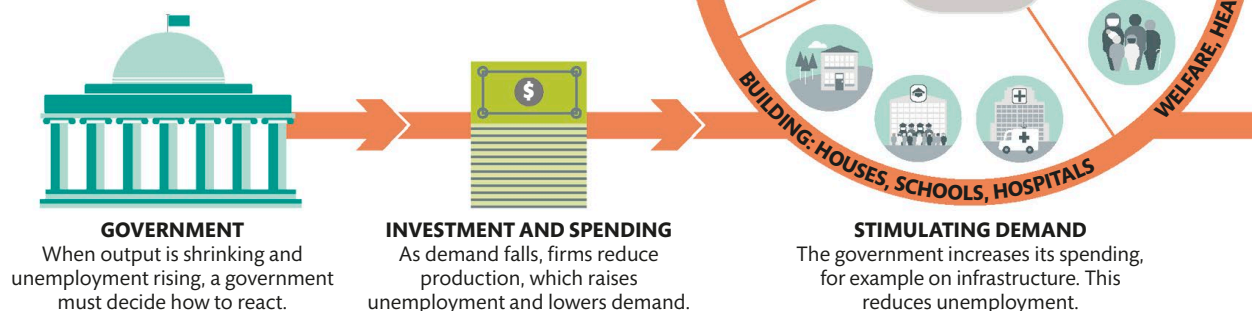 BUILDING: HOUSES, SCHOOLS, HOSPITALS
WELFARE,
$
GOVERNMENT
When output is shrinking and
unemployment rising, a government
must decide how to react.
INVESTMENT AND SPENDING
As demand falls, firms reduce
production, which raises
unemployment and lowers demand.
STIMULATING DEMAND
The government increases its spending,
for example on infrastructure. This
reduces unemployment.